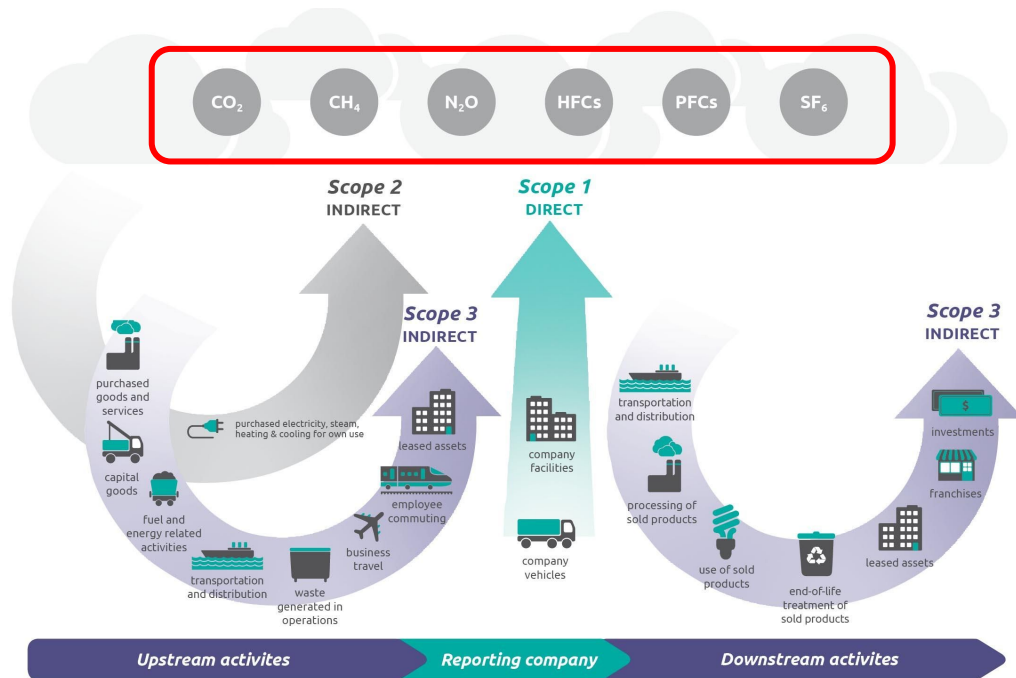 CO₂
CH₄
N₂O
HFCs
PFCs
SF₆
Scope 2
INDIRECT
Scope 1
DIRECT
Scope 3
INDIRECT
Scope 3
INDIRECT
purchased
goods and
services
capital
goods
fuel and
energy related
activities
purchased electricity, steam,
heating & cooling for own use
transportation
and distribution
waste
generated in
operations
business
travel
employee
commuting
leased assets
company
facilities
company
vehicles
transportation
and distribution
processing of
sold products
use of sold
products
end-of-life
treatment of
sold products
leased assets
franchises
$
investments
Upstream activites
Reporting company
Downstream activites